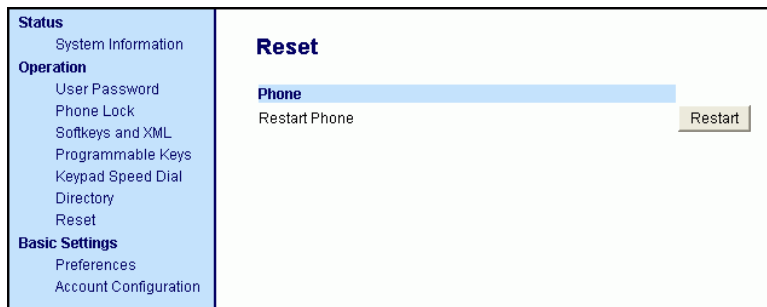 Status
System Information
Operation
User Password
Phone Lock
Softkeys and XML
Programmable Keys
Keypad Speed Dial
Directory
Reset
Basic Settings
Preferences
Account Configuration
Reset
Phone
Restart Phone
Restart